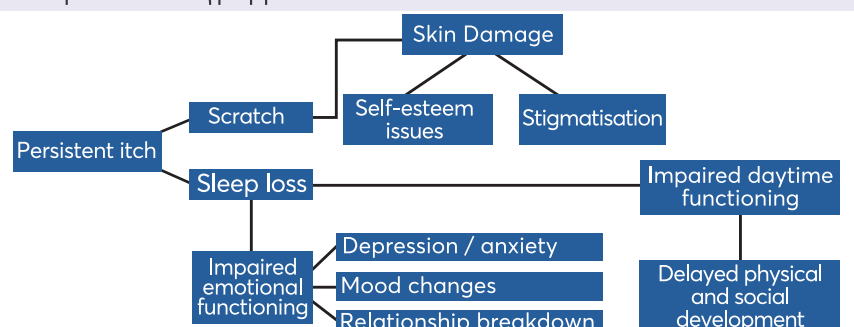 Skin Damage
Scratch
Self-esteem
issues
Stigmatisation
Persistent itch
Sleep loss
Impaired daytime
functioning
Impaired
emotional
functioning
Depression / anxiety
Mood changes
Relationship breakdown
Delayed physical
and social
development